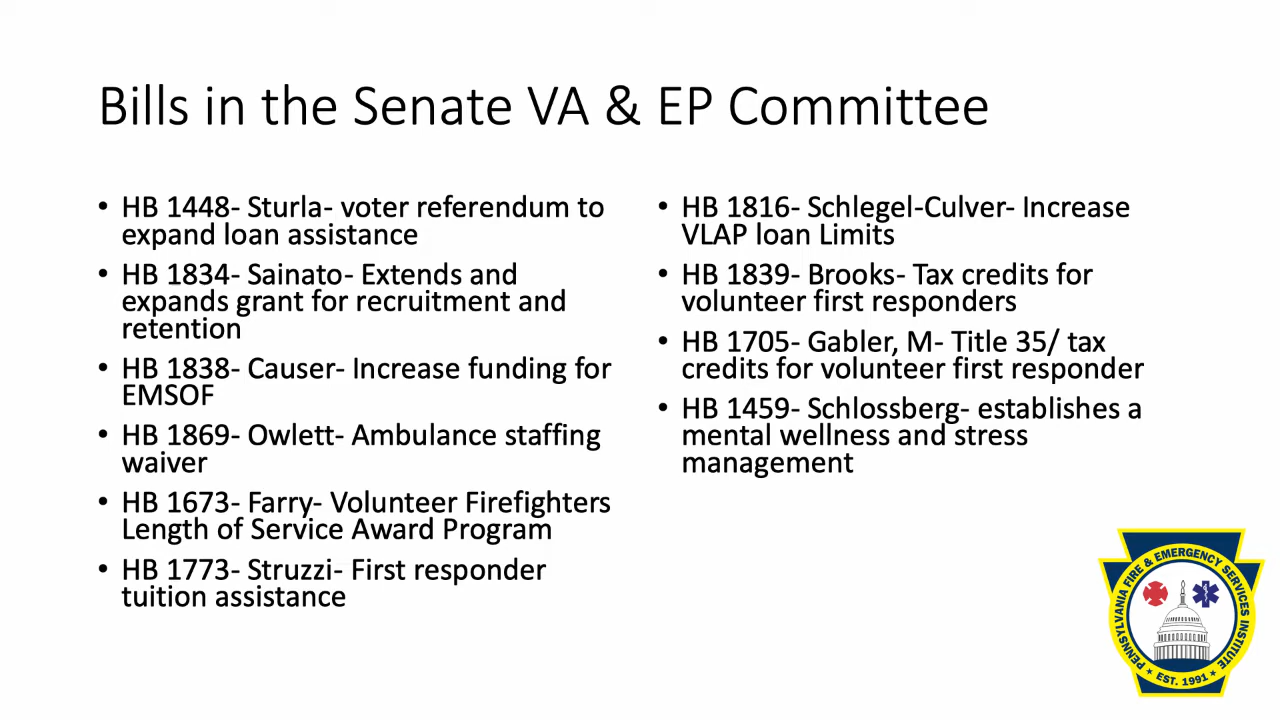 Bills in the Senate VA & EP Committee
• HB 1448- Sturla- voter referendum to
expand loan assistance
• HB 1834- Sainato- Extends and
expands grant for recruitment and
retention
• HB 1838- Causer- Increase funding for
EMSOF
• HB 1869- Owlett- Ambulance staffing
waiver
• HB 1673- Farry- Volunteer Firefighters
Length of Service Award Program
• HB 1773- Struzzi- First responder
tuition assistance
• HB 1816- Schlegel-Culver- Increase
VLAP loan Limits
• HB 1839- Brooks- Tax credits for
volunteer first responders
• HB 1705- Gabler, M- Title 35/ tax
credits for volunteer first responder
• HB 1459- Schlossberg- establishes a
mental wellness and stress
management
PENNSYLVANIA FIRE & EMERGENCY SERVICES INSTITUTE
★ EST. 1991 ★